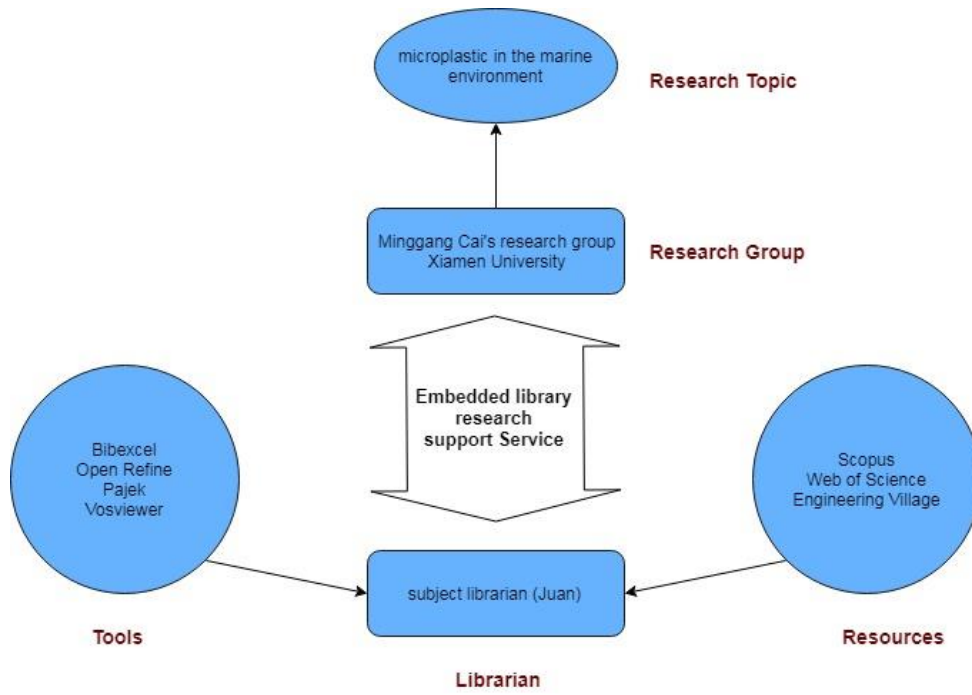 microplastic in the marine
environment
Research Topic
Minggang Cai's research group
Xiamen University
Research Group
Embedded library
research
support Service
Bibexcel
Open Refine
Pajek
Vosviewer
Tools
Scopus
Web of Science
Engineering Village
Resources
subject librarian (Juan)
Librarian